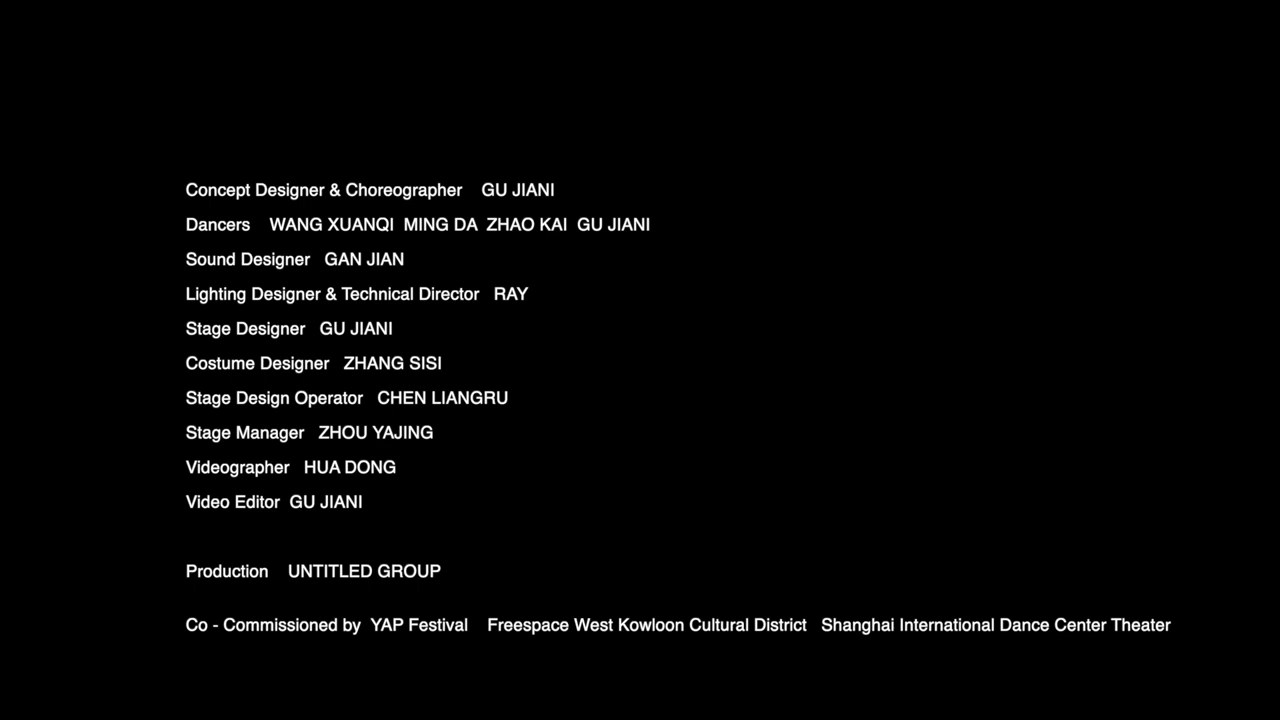 Concept Designer & Choreographer GU JIANI
Dancers WANG XUANQI MING DA ZHAO KAI GU JIANI
Sound Designer GAN JIAN
Lighting Designer & Technical Director RAY
Stage Designer GU JIANI
Costume Designer ZHANG SISI
Stage Design Operator CHEN LIANGRU
Stage Manager ZHOU YAJING
Videographer HUA DONG
Video Editor GU JIANI
Production UNTITLED GROUP
Co - Commissioned by YAP Festival Freespace West Kowloon Cultural District Shanghai International Dance Center Theater